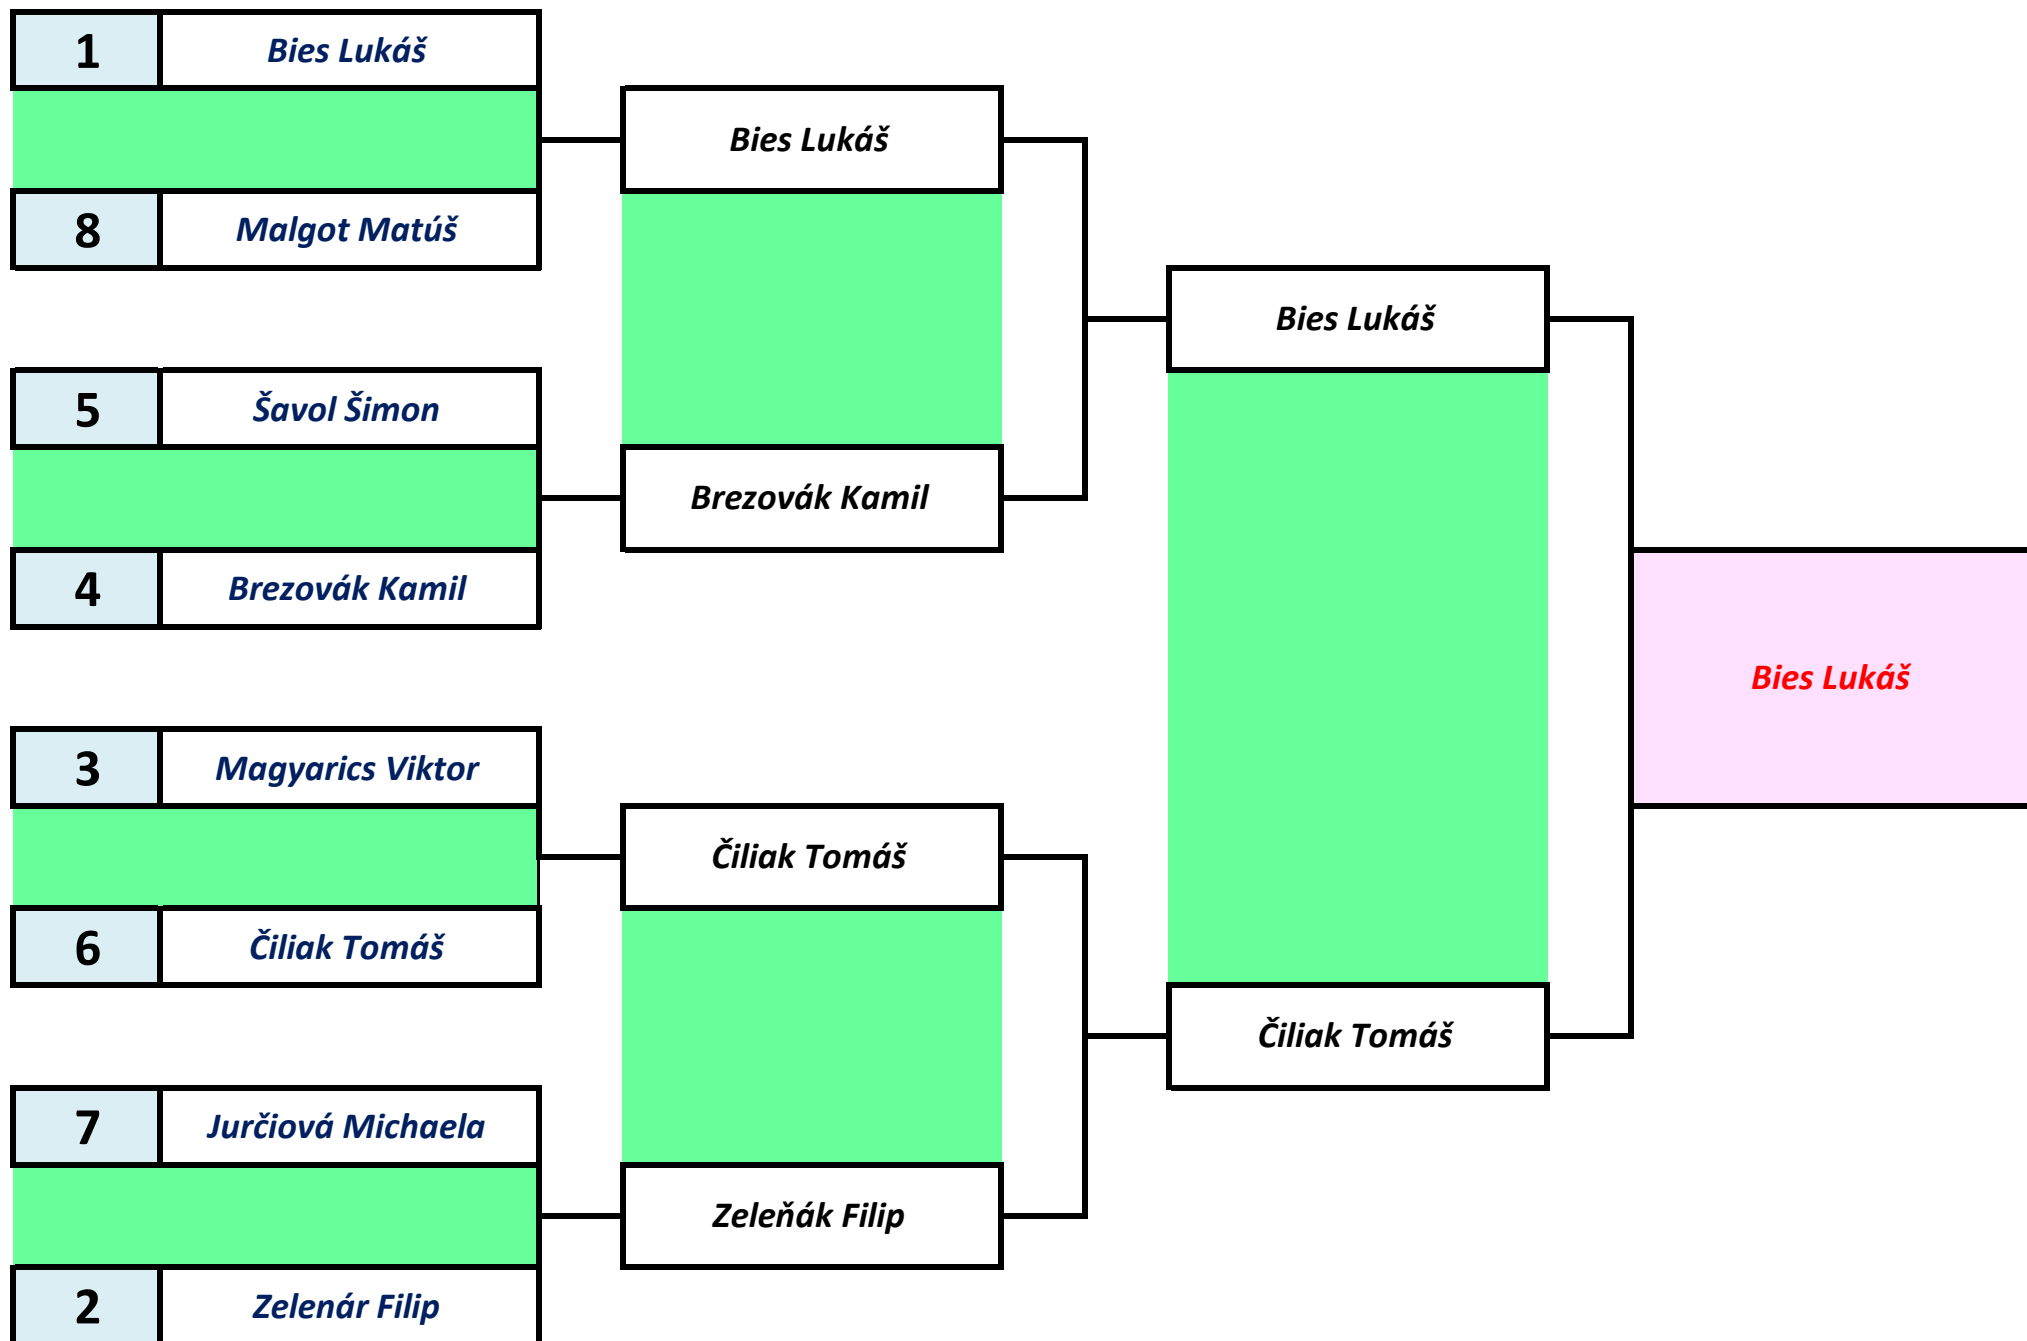 1 Bies Lukáš
Bies Lukáš
8 Malgot Matúš
Bies Lukáš
5 Šavol Šimon
Brezovák Kamil
4 Brezovák Kamil
Bies Lukáš
3 Magyarics Viktor
Čiliak Tomáš
6 Čiliak Tomáš
Čiliak Tomáš
7 Jurčiová Michaela
Zeleňák Filip
2 Zelenár Filip